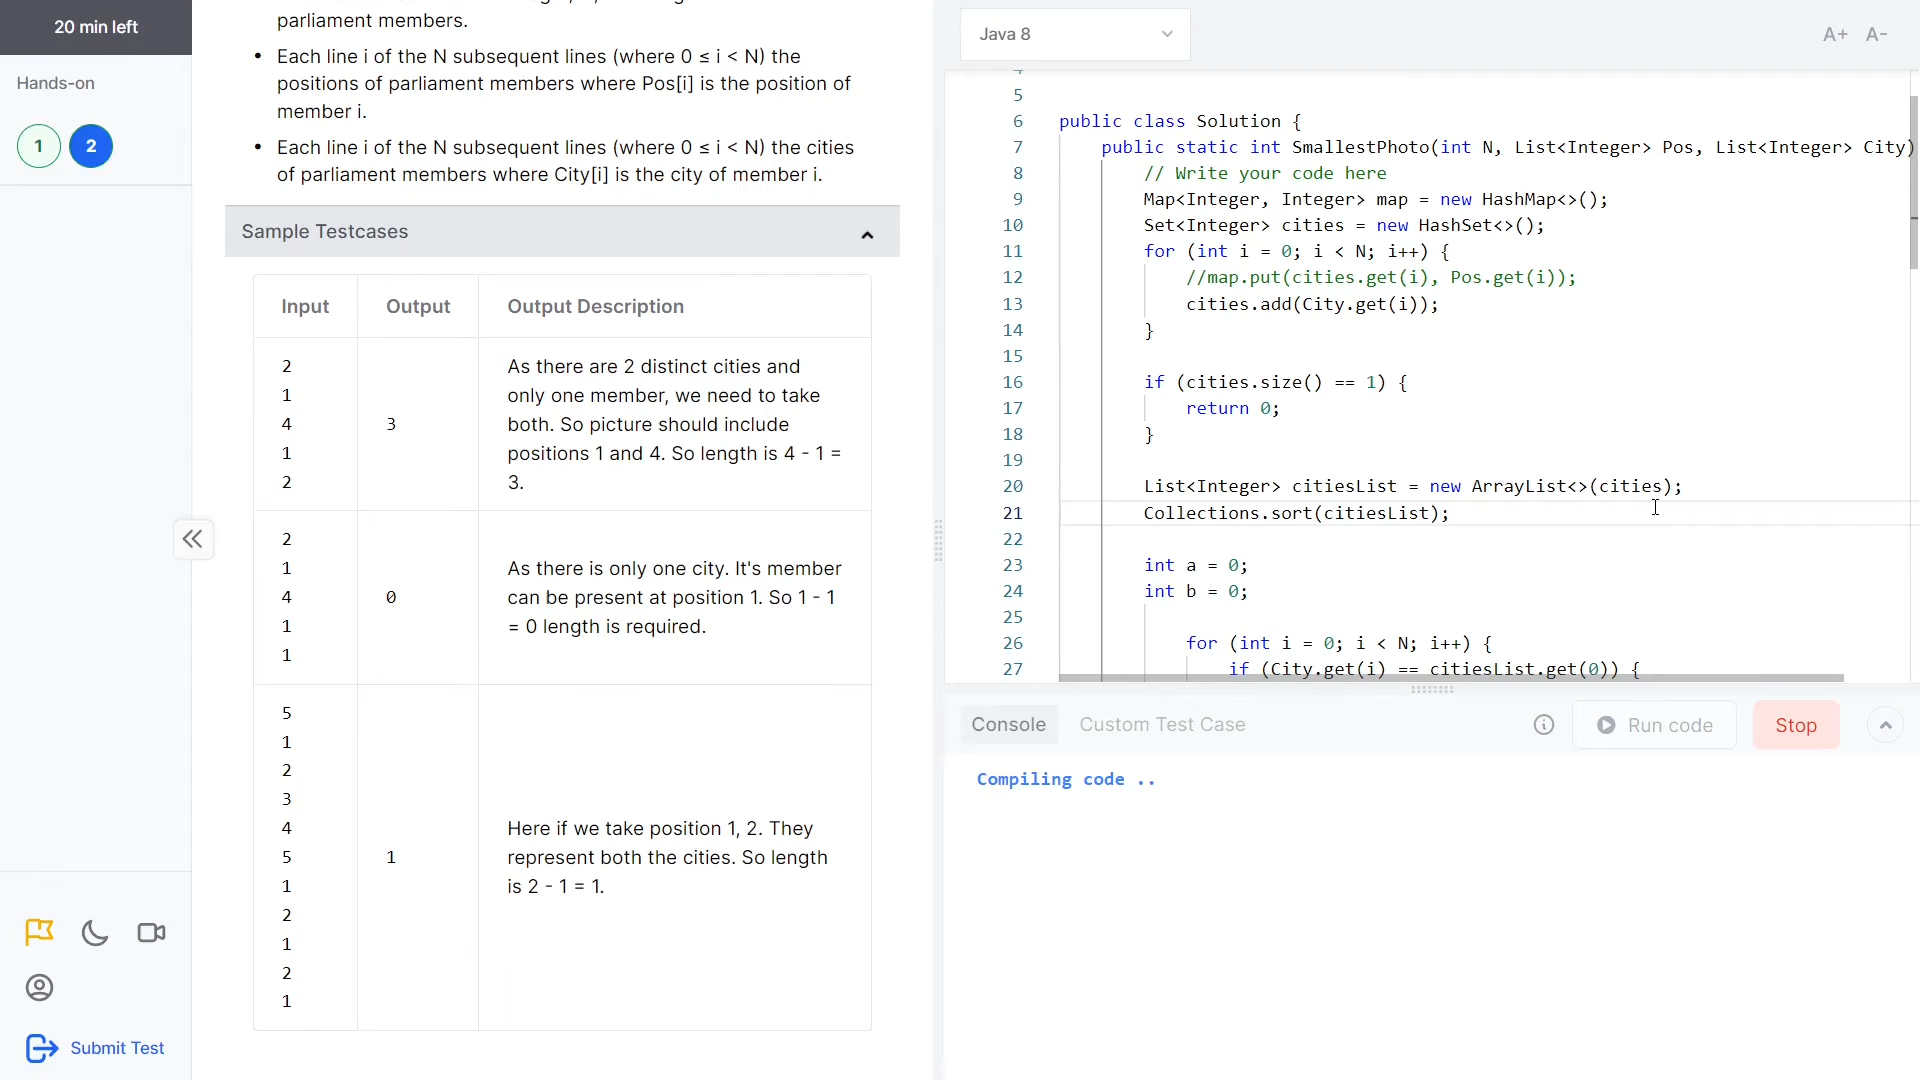 20 min left
Hands-on
1
2
Submit Test
parliament members.
• Each line i of the N subsequent lines (where 0 ≤ i < N) the
positions of parliament members where Pos[i] is the position of
member i.
• Each line i of the N subsequent lines (where 0 ≤ i < N) the cities
of parliament members where City[i] is the city of member i.
Sample Testcases
Input
Output
Output Description
2
1
4
1
2
3
As there are 2 distinct cities and
only one member, we need to take
both. So picture should include
positions 1 and 4. So length is 4 - 1 =
3.
2
1
4
1
1
0
As there is only one city. It's member
can be present at position 1. So 1 - 1
= 0 length is required.
5
1
2
3
4
5
1
2
1
2
1
1
Here if we take position 1, 2. They
represent both the cities. So length
is 2 - 1 = 1.
Java 8
A+ A-
5
6 public class Solution {
7 public static int SmallestPhoto(int N, List<Integer> Pos, List<Integer> City)
8 // Write your code here
9 Map<Integer, Integer> map = new HashMap<>();
10 Set<Integer> cities = new HashSet<>();
11 for (int i = 0; i < N; i++) {
12 //map.put(cities.get(i), Pos.get(i));
13 cities.add(City.get(i));
14 }
15
16 if (cities.size() == 1) {
17 return 0;
18 }
19
20 List<Integer> citiesList = new ArrayList<>(cities);
21 Collections.sort(citiesList);
22
23 int a = 0;
24 int b = 0;
25
26 for (int i = 0; i < N; i++) {
27 if (City.get(i) == citiesList.get(0)) {
Console
Custom Test Case
Run code
Stop
Compiling code ..